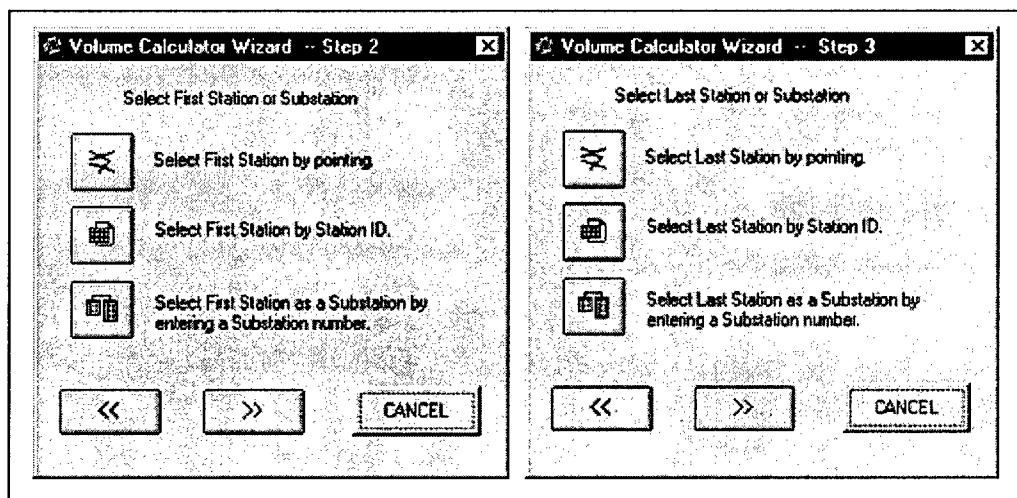 Volume Calculator Wizard -- Step 2
Select First Station or Substation
Select First Station by pointing.
Select First Station by Station ID.
Select First Station as a Substation by
entering a Substation number.
<<
>>
CANCEL
Volume Calculator Wizard -- Step 3
Select Last Station or Substation
Select Last Station by pointing.
Select Last Station by Station ID.
Select Last Station as a Substation by
entering a Substation number.
<<
>>
CANCEL